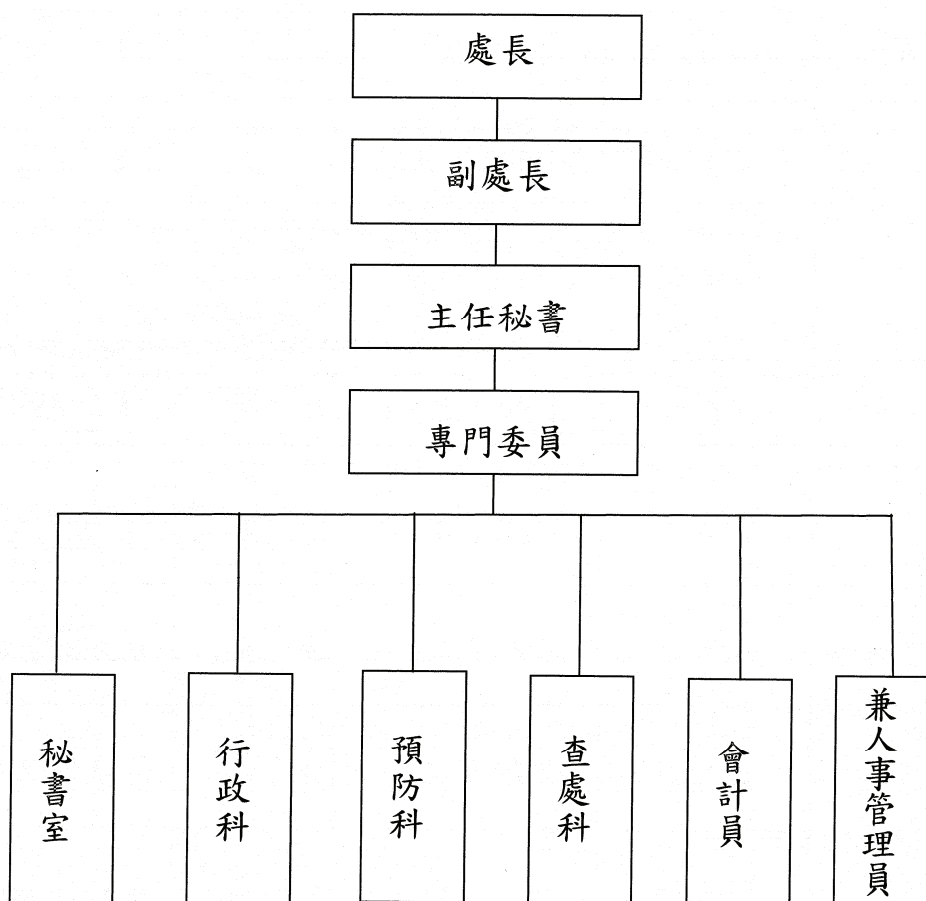 處長
副處長
主任秘書
專門委員
秘書室
行政科
預防科
查處科
會計員
兼人事管理員